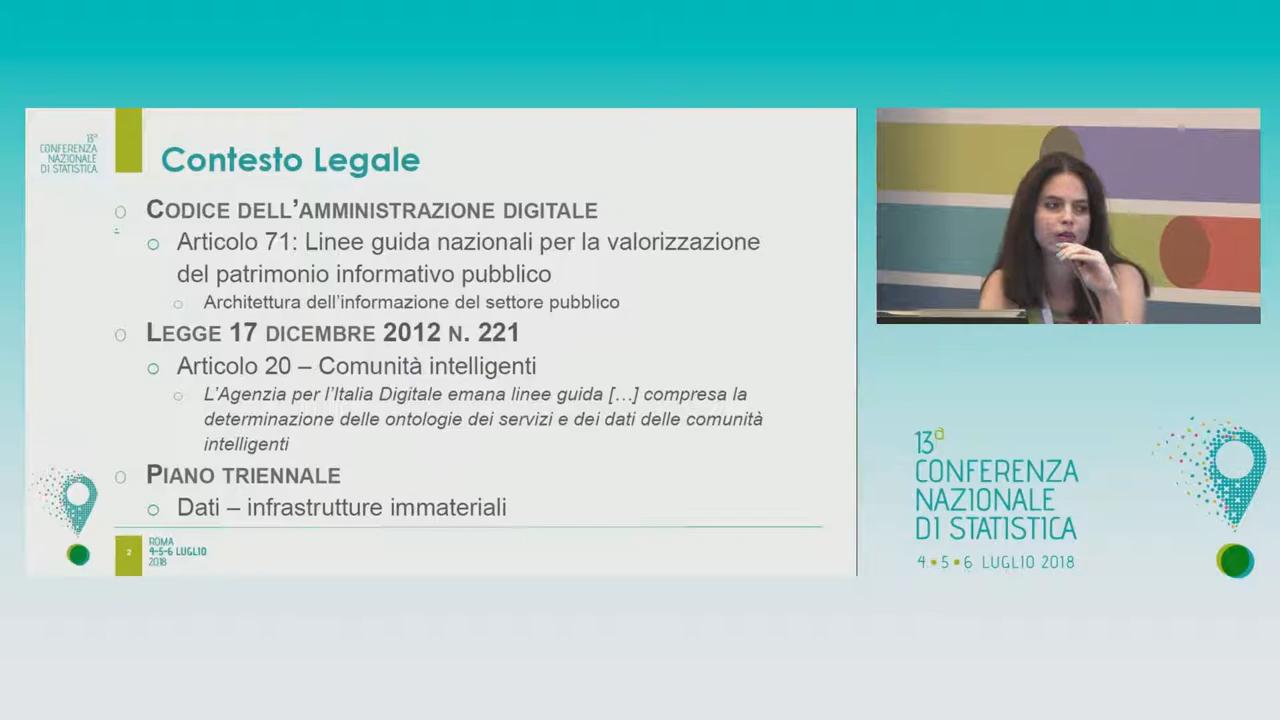 13ª
CONFERENZA
NAZIONALE
DI STATISTICA
Contesto Legale
CODICE DELL'AMMINISTRAZIONE DIGITALE
Articolo 71: Linee guida nazionali per la valorizzazione
del patrimonio informativo pubblico
Architettura dell'informazione del settore pubblico
LEGGE 17 DICEMBRE 2012 N. 221
Articolo 20 – Comunità intelligenti
L'Agenzia per l'Italia Digitale emana linee guida […] compresa la
determinazione delle ontologie dei servizi e dei dati delle comunità
intelligenti
PIANO TRIENNALE
Dati – infrastrutture immateriali
2
ROMA
4-5-6 LUGLIO
2018
13ª
CONFERENZA
NAZIONALE
DI STATISTICA
4•5•6 LUGLIO 2018